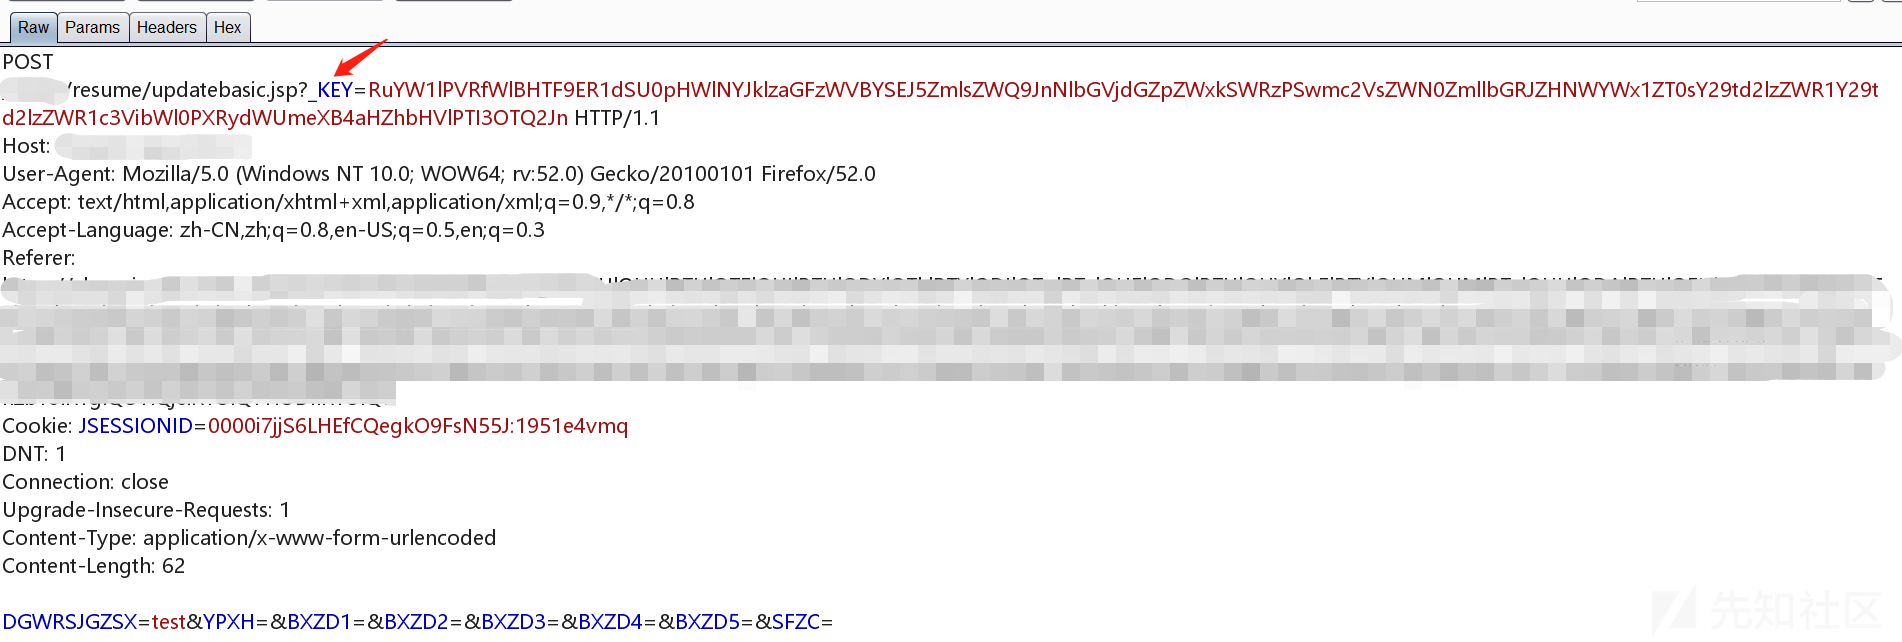 Raw Params Headers Hex
POST
/resume/updatebasic.jsp?_KEY=RuYW1lPVRfWlBHTF9ER1dSU0pHWlNYJklzaGFzWVBYSEJ5ZmlsZWQ9JnNlbGVjdGZpZWxkSWRzPSwmc2VsZWN0ZmllbGRJZHNWYWx1ZT0sY29td2lzZWR1Y29t
d2lzZWR1c3VibWl0PXRydWUmeXB4aHZhbHVlPTI3OTQ2Jn HTTP/1.1
Host:
User-Agent: Mozilla/5.0 (Windows NT 10.0; WOW64; rv:52.0) Gecko/20100101 Firefox/52.0
Accept: text/html,application/xhtml+xml,application/xml;q=0.9,*/*;q=0.8
Accept-Language: zh-CN,zh;q=0.8,en-US;q=0.5,en;q=0.3
Referer:
Cookie: JSESSIONID=0000i7jjS6LHEfCQegkO9FsN55J:1951e4vmq
DNT: 1
Connection: close
Upgrade-Insecure-Requests: 1
Content-Type: application/x-www-form-urlencoded
Content-Length: 62
DGWRSJGZSX=test&YPXH=&BXZD1=&BXZD2=&BXZD3=&BXZD4=&BXZD5=&SFZC=
先知社区